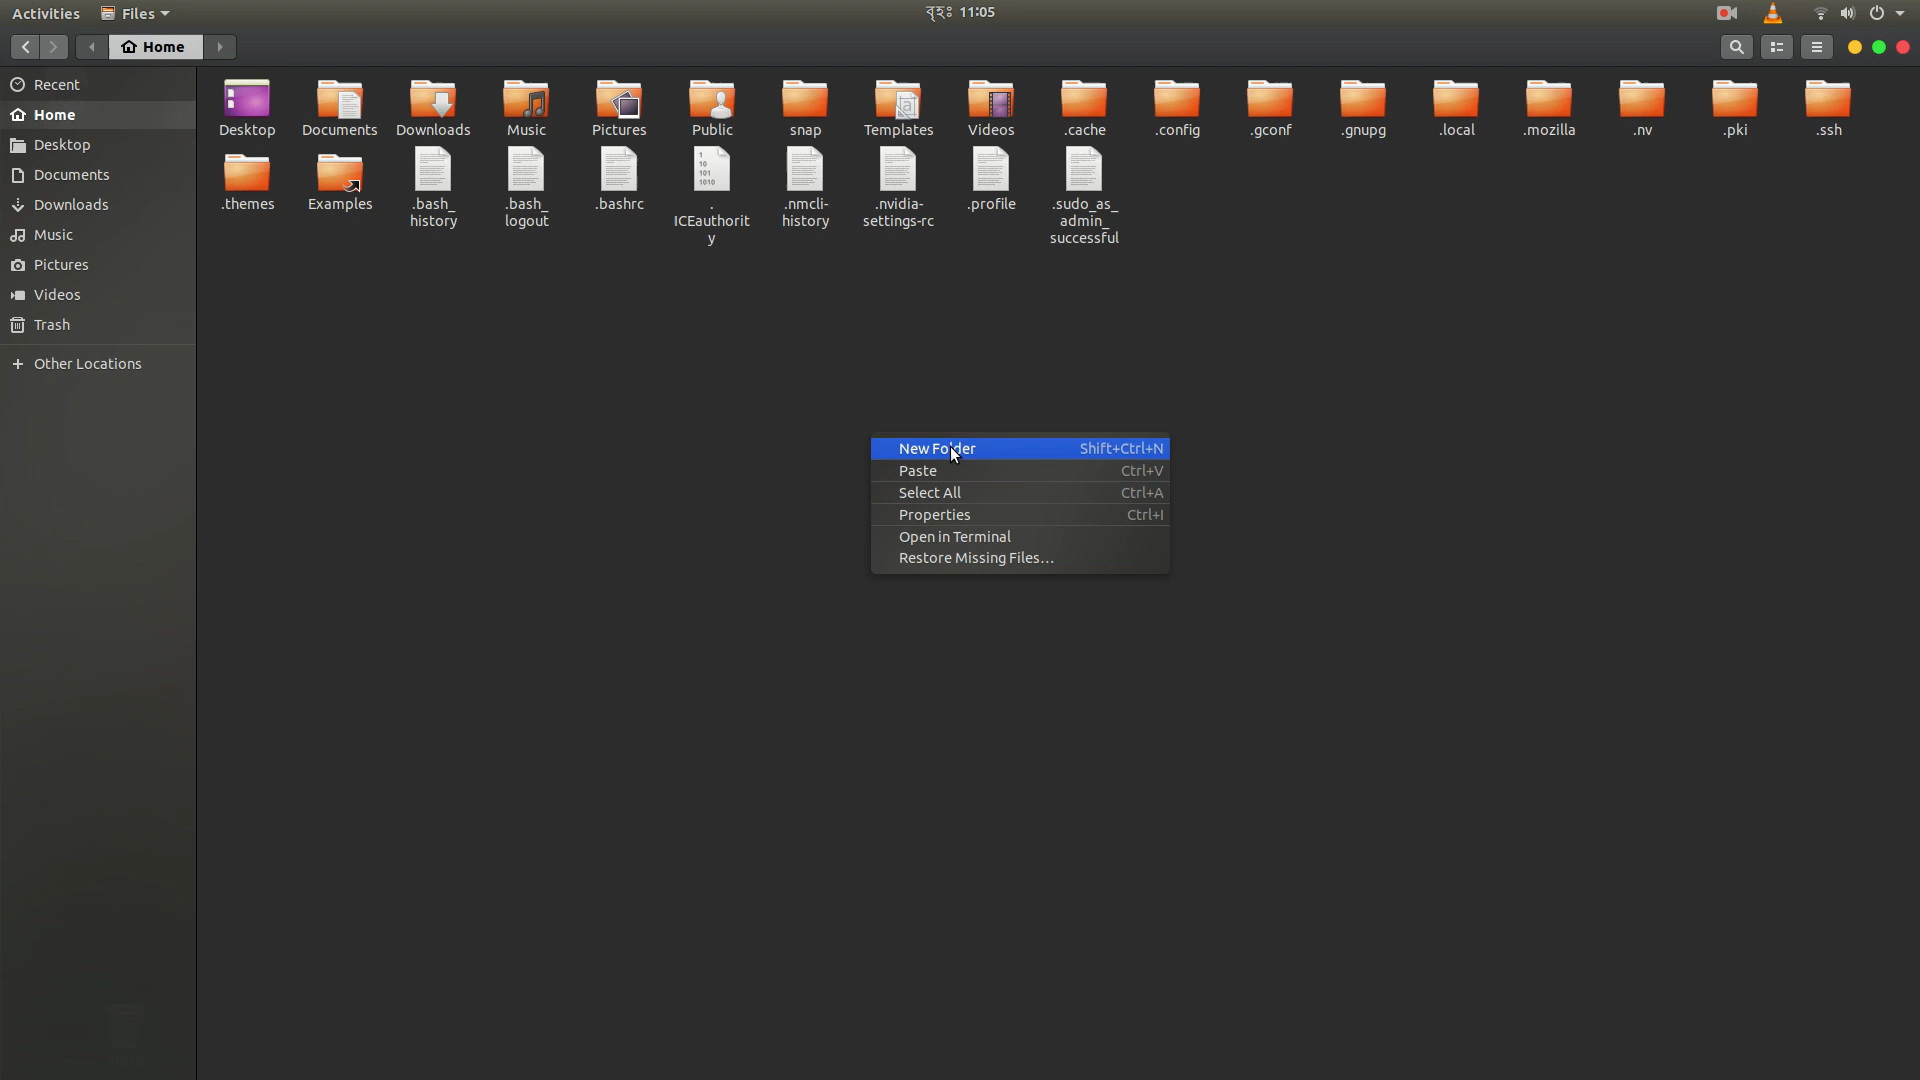 Activities Files বৃহঃ 11:05
Home
Recent
Home
Desktop
Documents
Downloads
Music
Pictures
Videos
Trash
Other Locations
Desktop Documents Downloads Music Pictures Public snap Templates Videos .cache .config .gconf .gnupg .local .mozilla .nv .pki .ssh
.themes Examples .bash_ .bash_ .bashrc . .nmcli- .nvidia- .profile .sudo_as_
history logout ICEauthorit history settings-rc admin_
y successful
New Folder Shift+Ctrl+N
Paste Ctrl+V
Select All Ctrl+A
Properties Ctrl+I
Open in Terminal
Restore Missing Files…